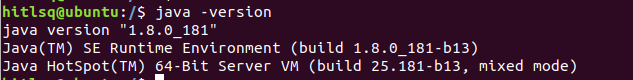 hitlsq@ubuntu:/$ java -version
java version "1.8.0_181"
Java(TM) SE Runtime Environment (build 1.8.0_181-b13)
Java HotSpot(TM) 64-Bit Server VM (build 25.181-b13, mixed mode)
hitlsq@ubuntu:/$